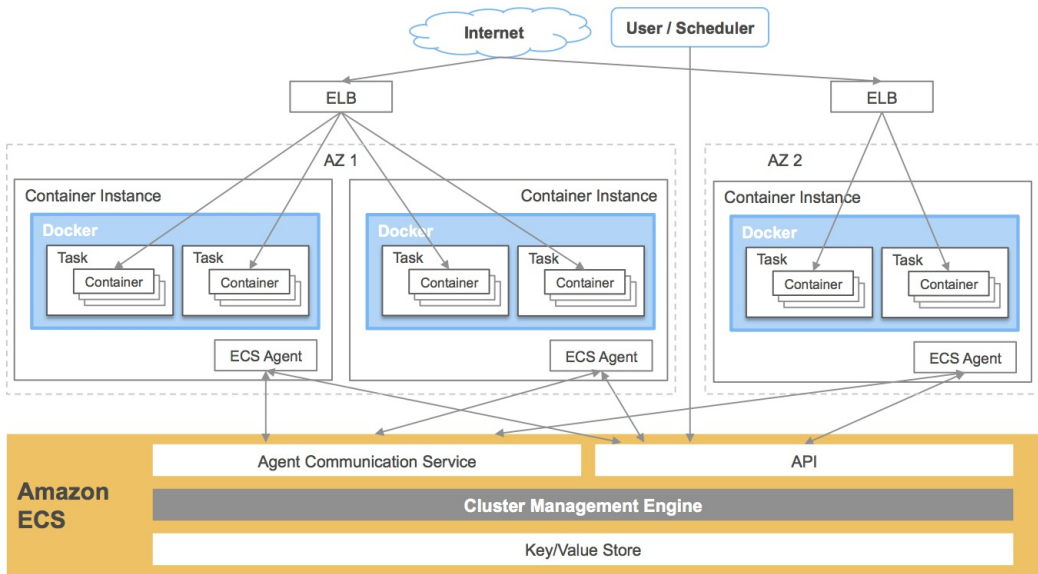 Internet
User / Scheduler
ELB
ELB
AZ 1
AZ 2
Container Instance
Container Instance
Container Instance
Docker
Docker
Docker
Task
Task
Task
Task
Task
Task
Container
Container
Container
Container
Container
Container
ECS Agent
ECS Agent
ECS Agent
Amazon
ECS
Agent Communication Service
API
Cluster Management Engine
Key/Value Store